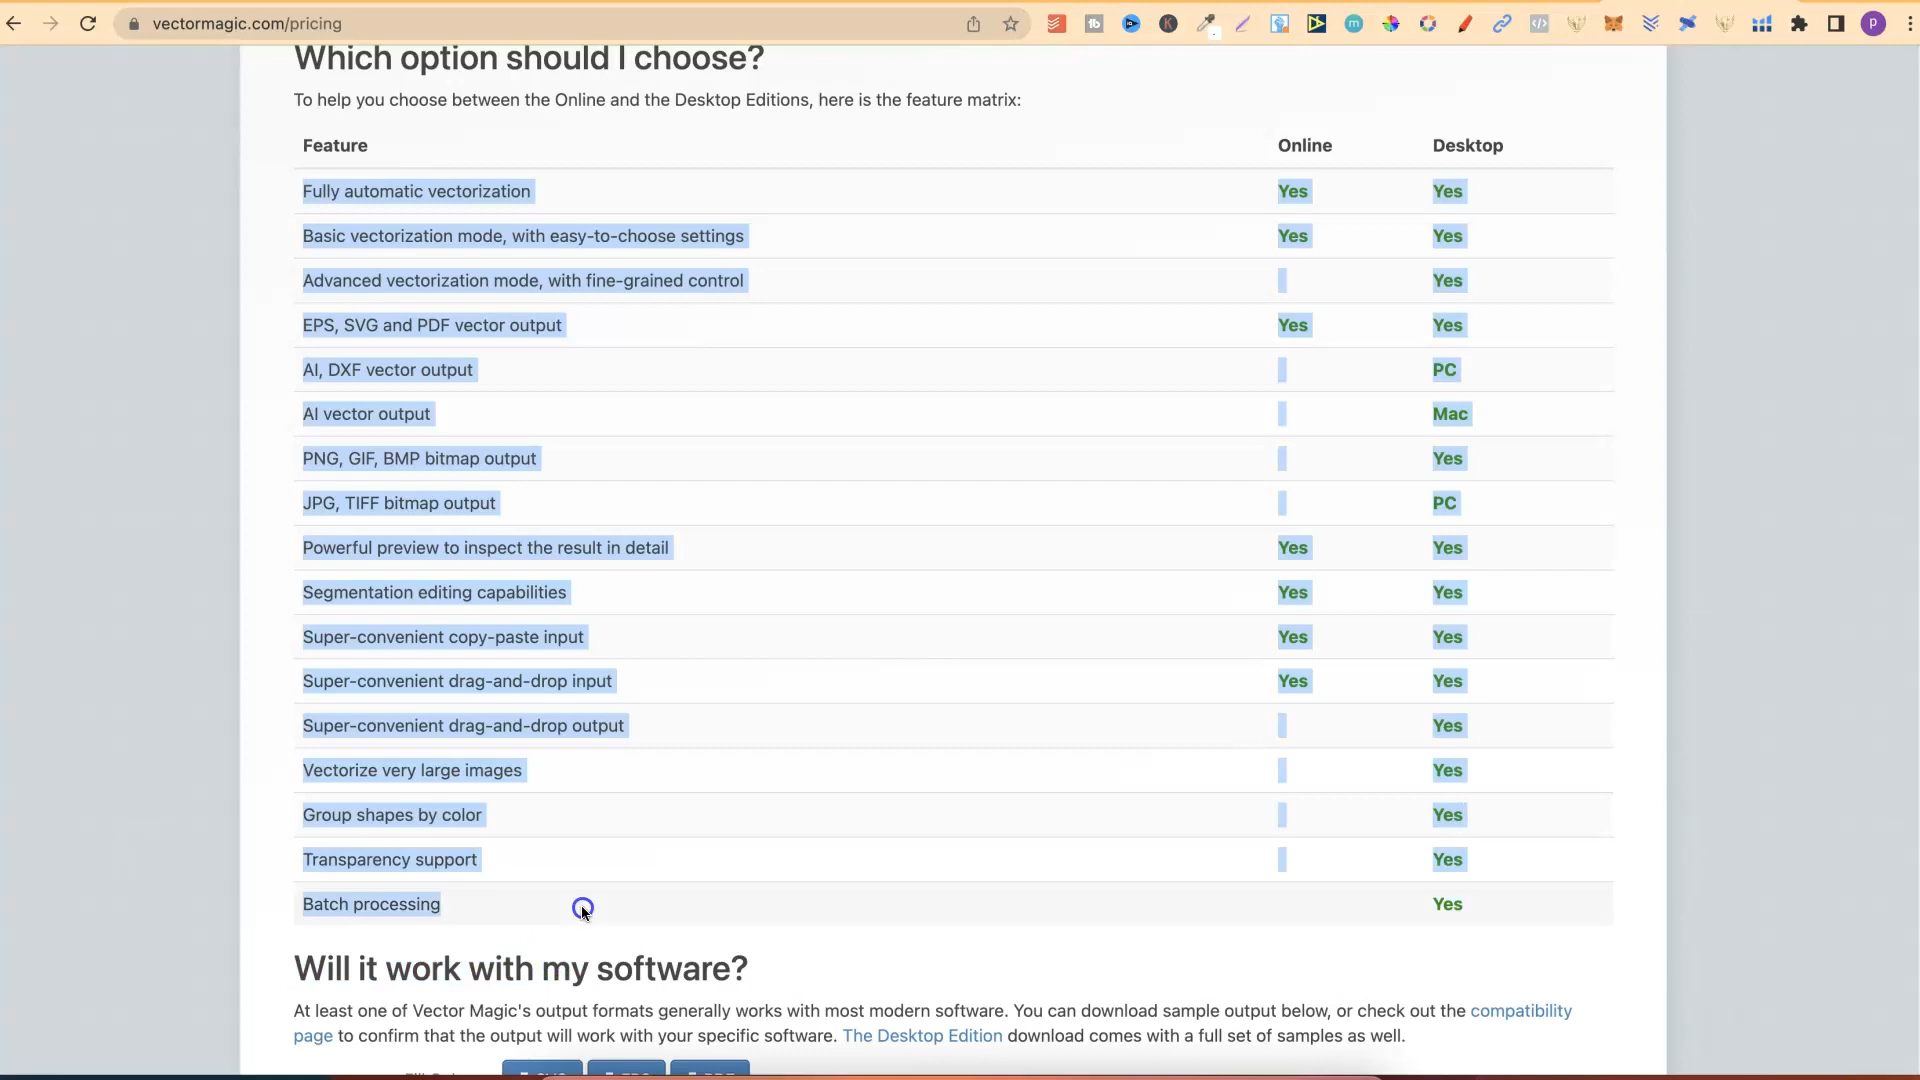 vectormagic.com/pricing
Which option should I choose?
To help you choose between the Online and the Desktop Editions, here is the feature matrix:
Feature Online Desktop
Fully automatic vectorization Yes Yes
Basic vectorization mode, with easy-to-choose settings Yes Yes
Advanced vectorization mode, with fine-grained control Yes
EPS, SVG and PDF vector output Yes Yes
AI, DXF vector output PC
AI vector output Mac
PNG, GIF, BMP bitmap output Yes
JPG, TIFF bitmap output PC
Powerful preview to inspect the result in detail Yes Yes
Segmentation editing capabilities Yes Yes
Super-convenient copy-paste input Yes Yes
Super-convenient drag-and-drop input Yes Yes
Super-convenient drag-and-drop output Yes
Vectorize very large images Yes
Group shapes by color Yes
Transparency support Yes
Batch processing Yes
Will it work with my software?
At least one of Vector Magic's output formats generally works with most modern software. You can download sample output below, or check out the compatibility
page to confirm that the output will work with your specific software. The Desktop Edition download comes with a full set of samples as well.